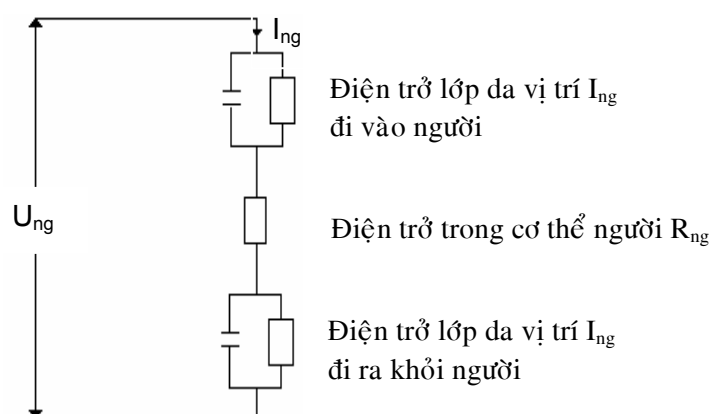 I_ng
Điện trở lớp da vị trí I_ng
đi vào người
U_ng
Điện trở trong cơ thể người R_ng
Điện trở lớp da vị trí I_ng
đi ra khỏi người